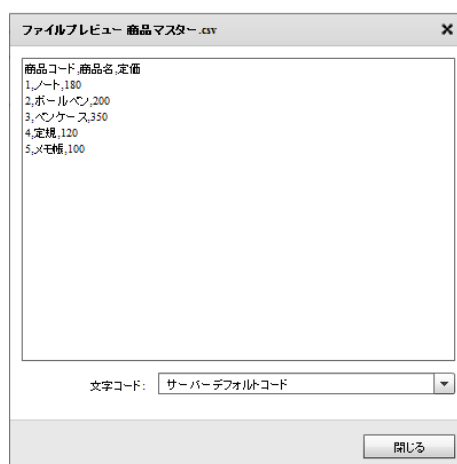 ファイルプレビュー 商品マスター.csv
商品コード,商品名,定価
1,ノート,180
2,ボールペン,200
3,ペンケース,350
4,定規,120
5,メモ帳,100
文字コード: サーバーデフォルトコード
閉じる